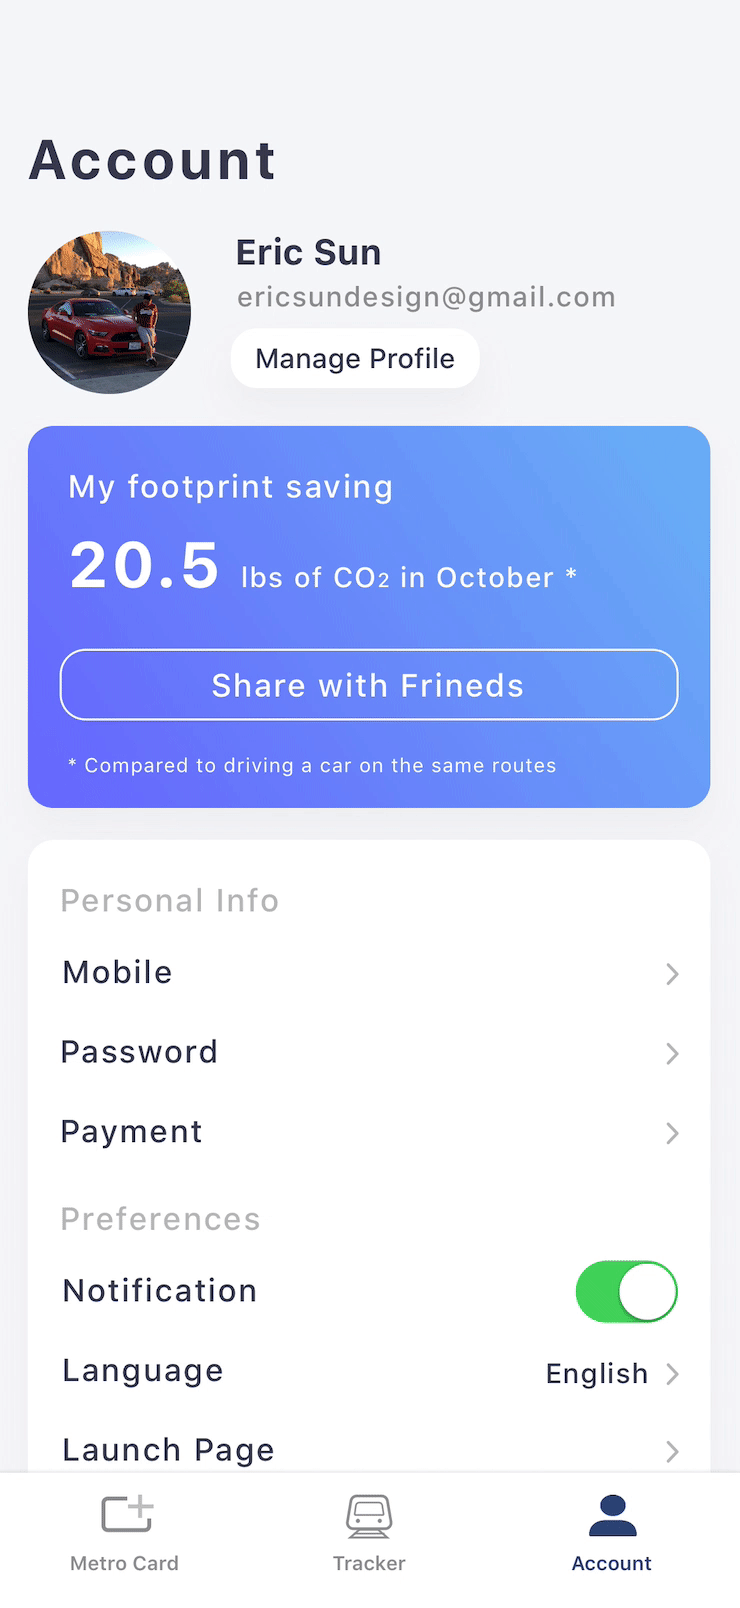 Account
Eric Sun
ericsundesign@gmail.com
Manage Profile
My footprint saving
20.5 lbs of CO2 in October *
Share with Frineds
* Compared to driving a car on the same routes
Personal Info
Mobile
Password
Payment
Preferences
Notification
Language English
Launch Page
Metro Card Tracker Account